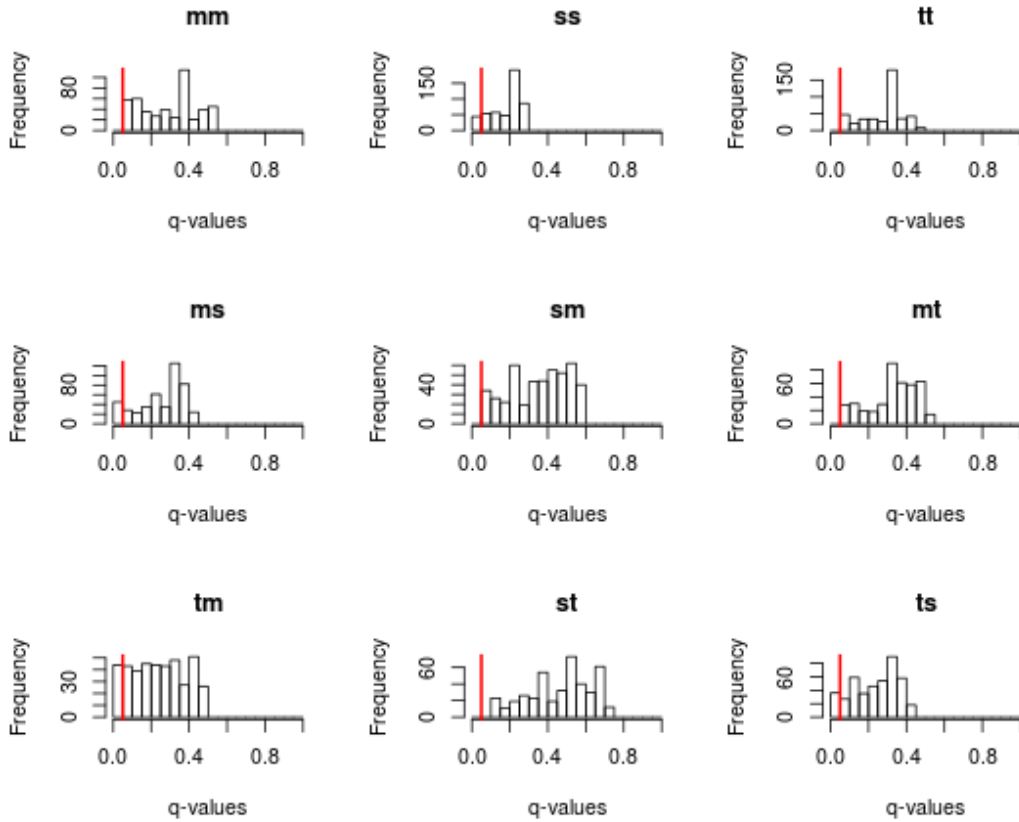 mm ss tt
Frequency 0 80 Frequency 0 150 Frequency 0 150
0.0 0.4 0.8 0.0 0.4 0.8 0.0 0.4 0.8
q-values q-values q-values
ms sm mt
Frequency 0 80 Frequency 0 40 Frequency 0 60
0.0 0.4 0.8 0.0 0.4 0.8 0.0 0.4 0.8
q-values q-values q-values
tm st ts
Frequency 0 30 Frequency 0 60 Frequency 0 60
0.0 0.4 0.8 0.0 0.4 0.8 0.0 0.4 0.8
q-values q-values q-values